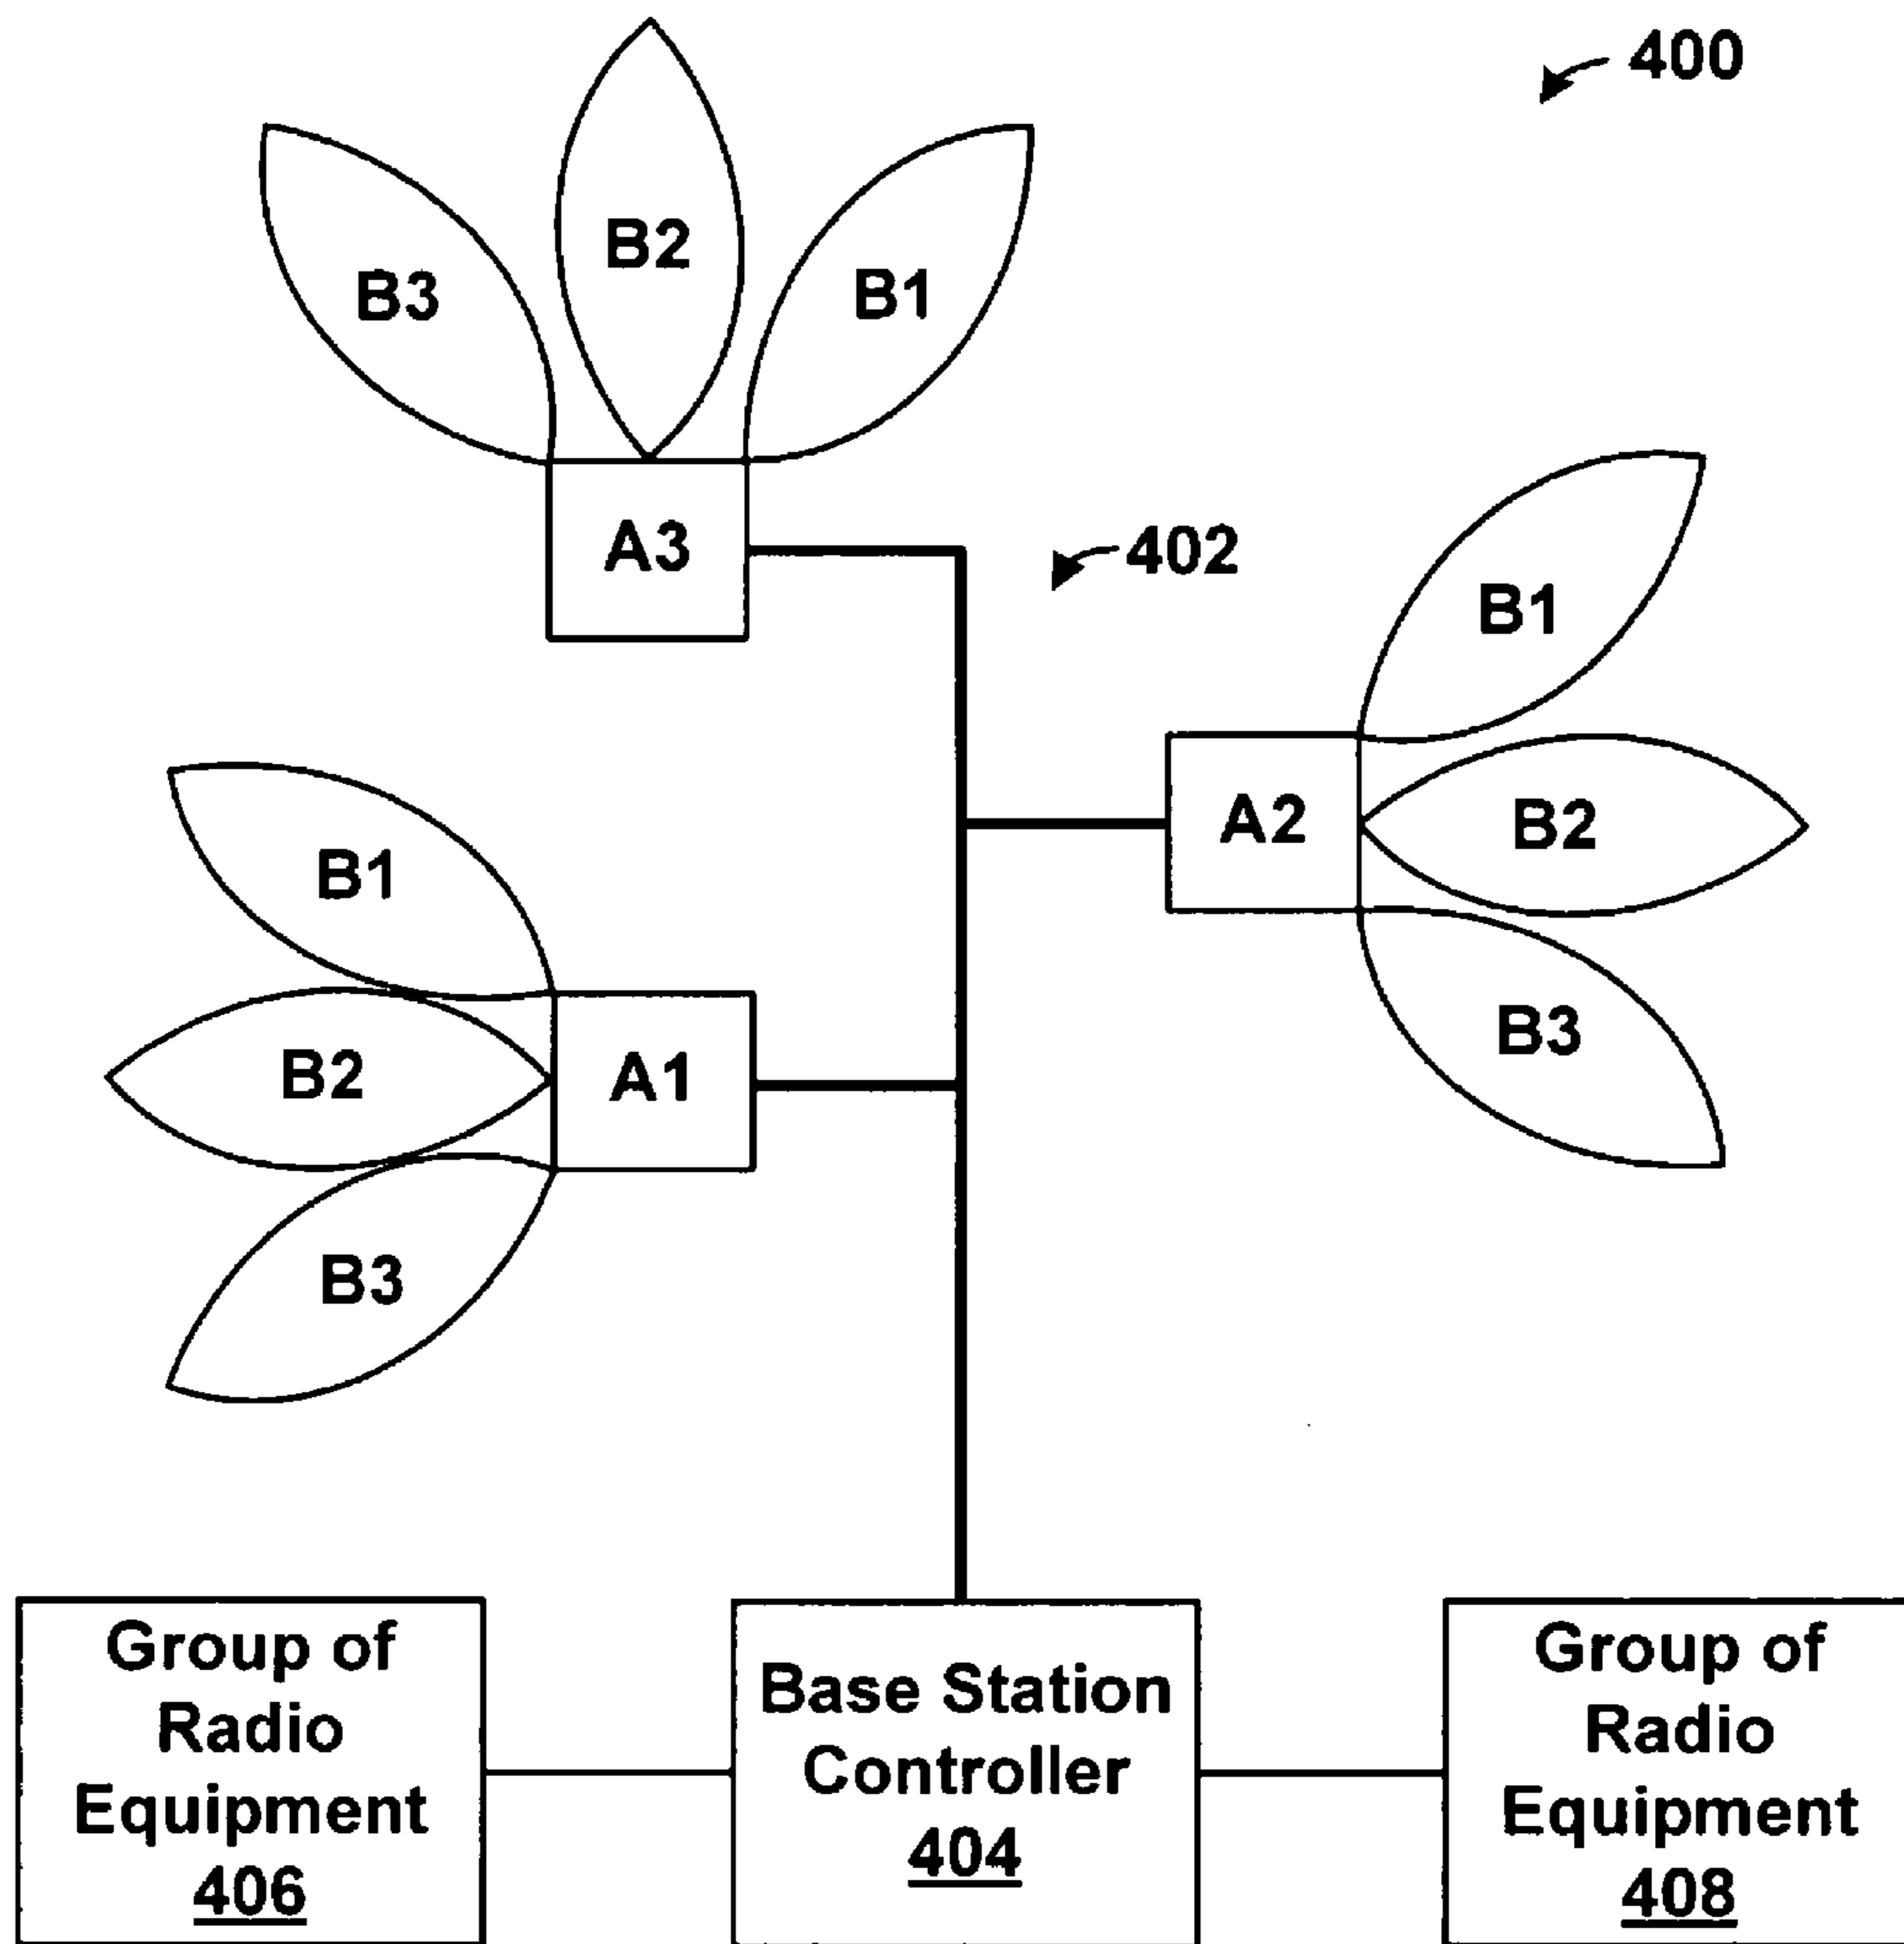 400
B2
B3
B1
A3
402
B1
A2
B2
B1
B3
B2
A1
B3
Group of
Radio
Equipment
406
Base Station
Controller
404
Group of
Radio
Equipment
408